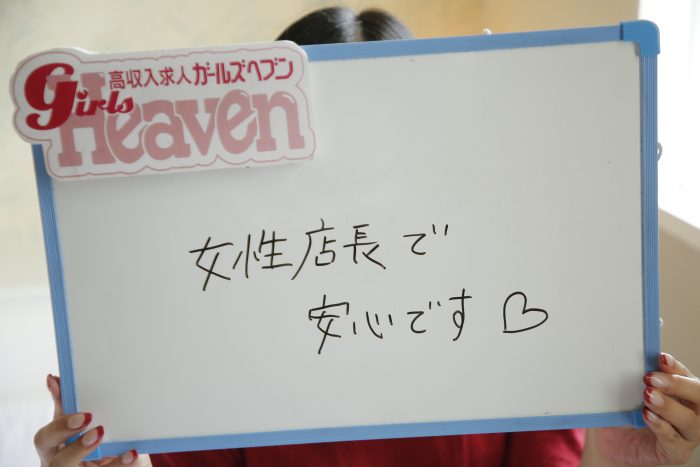 高収入求人ガールズヘブン
Girls
Heaven
女性店長で
安心です♡